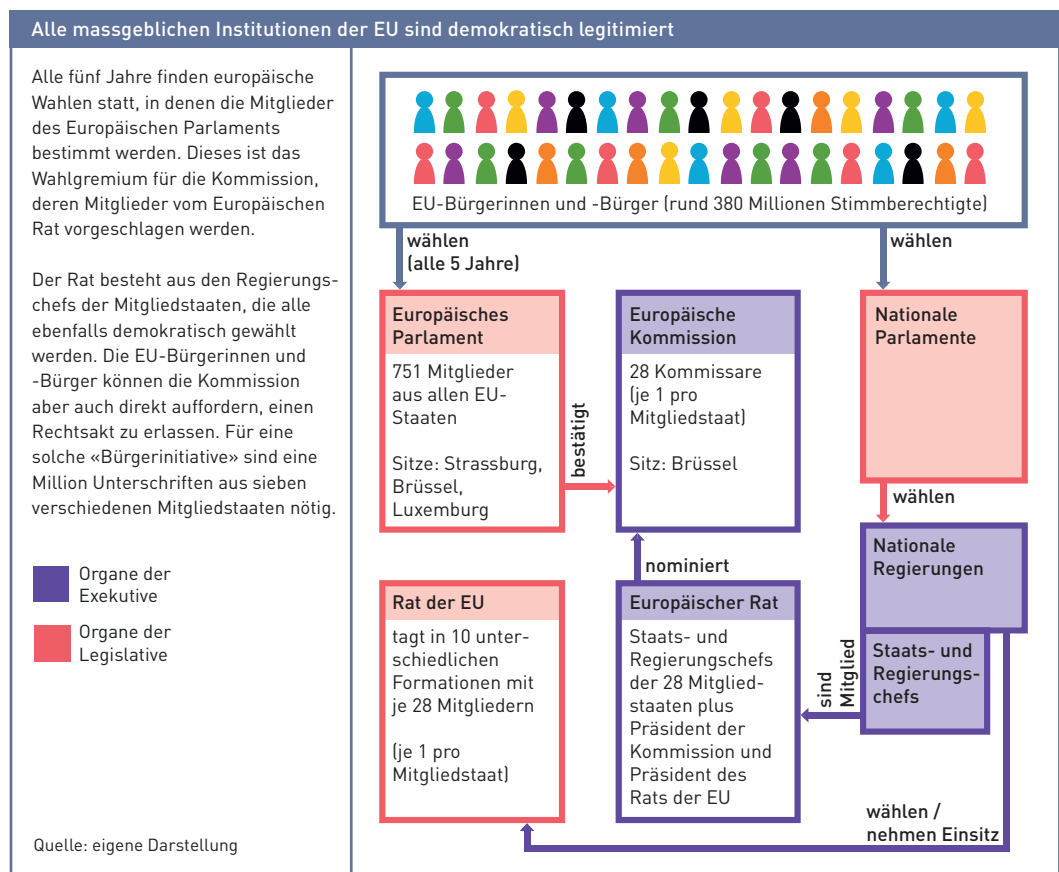 Alle massgeblichen Institutionen der EU sind demokratisch legitimiert
Alle fünf Jahre finden europäische
Wahlen statt, in denen die Mitglieder
des Europäischen Parlaments
bestimmt werden. Dieses ist das
Wahlgremium für die Kommission,
deren Mitglieder vom Europäischen
Rat vorgeschlagen werden.
Der Rat besteht aus den Regierungs-
chefs der Mitgliedstaaten, die alle
ebenfalls demokratisch gewählt
werden. Die EU-Bürgerinnen und
-Bürger können die Kommission
aber auch direkt auffordern, einen
Rechtsakt zu erlassen. Für eine
solche «Bürgerinitiative» sind eine
Million Unterschriften aus sieben
verschiedenen Mitgliedstaaten nötig.
Organe der
Exekutive
Organe der
Legislative
Quelle: eigene Darstellung
EU-Bürgerinnen und -Bürger (rund 380 Millionen Stimmberechtigte)
wählen
(alle 5 Jahre)
wählen
Europäisches
Parlament
751 Mitglieder
aus allen EU-
Staaten
Sitze: Strassburg,
Brüssel,
Luxemburg
bestätigt
Europäische
Kommission
28 Kommissare
(je 1 pro
Mitgliedstaat)
Sitz: Brüssel
Nationale
Parlamente
wählen
Nationale
Regierungen
Staats- und
Regierungs-
chefs
nominiert
Rat der EU
tagt in 10 unter-
schiedlichen
Formationen mit
je 28 Mitgliedern
(je 1 pro
Mitgliedstaat)
Europäischer Rat
Staats- und
Regierungschefs
der 28 Mitglied-
staaten plus
Präsident der
Kommission und
Präsident des
Rats der EU
sind
Mitglied
wählen /
nehmen Einsitz